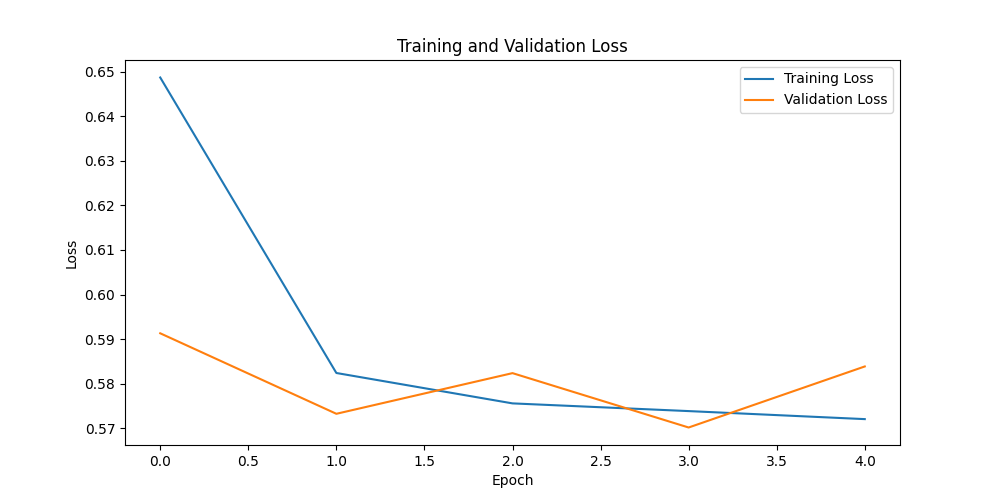 Training and Validation Loss
Training Loss
Validation Loss
0.65
0.64
0.63
0.62
0.61
0.60
0.59
0.58
0.57
Loss
0.0 0.5 1.0 1.5 2.0 2.5 3.0 3.5 4.0
Epoch